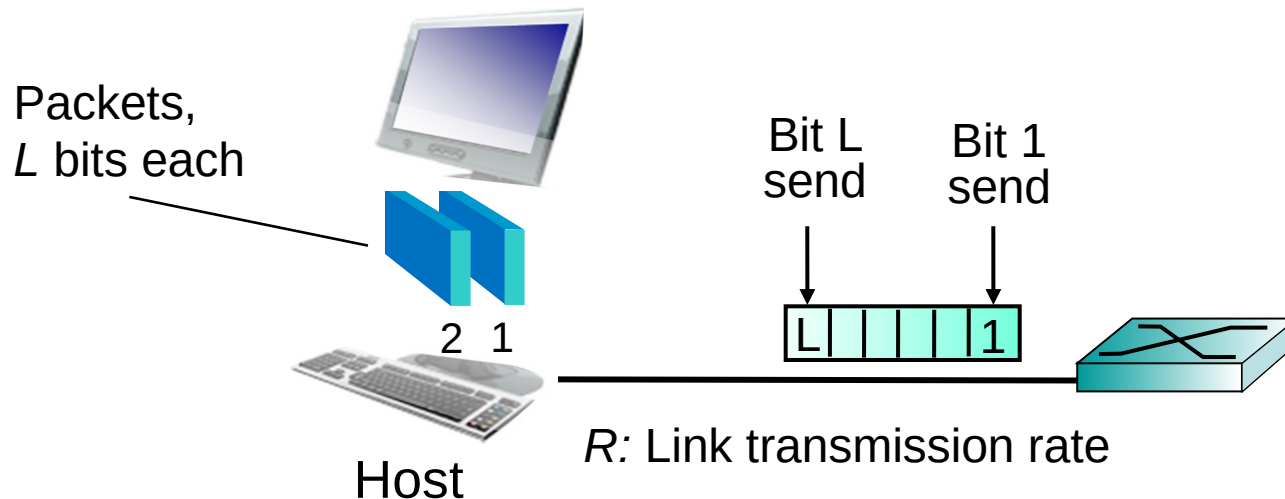 Packets,
L bits each
Bit L
send
Bit 1
send
2 1
L 1
R: Link transmission rate
Host